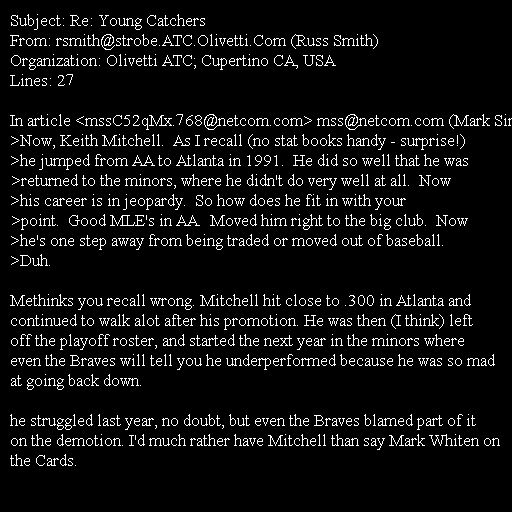 Subject: Re: Young Catchers
From: rsmith@strobe.ATC.Olivetti.Com (Russ Smith)
Organization: Olivetti ATC; Cupertino CA, USA
Lines: 27

In article <mssC52qMx.768@netcom.com> mss@netcom.com (Mark Sin
>Now, Keith Mitchell.  As I recall (no stat books handy - surprise!)
>he jumped from AA to Atlanta in 1991.  He did so well that he was
>returned to the minors, where he didn't do very well at all.  Now
>his career is in jeopardy.  So how does he fit in with your
>point.  Good MLE's in AA.  Moved him right to the big club.  Now
>he's one step away from being traded or moved out of baseball.
>Duh.

Methinks you recall wrong. Mitchell hit close to .300 in Atlanta and
continued to walk alot after his promotion. He was then (I think) left
off the playoff roster, and started the next year in the minors where
even the Braves will tell you he underperformed because he was so mad
at going back down.

he struggled last year, no doubt, but even the Braves blamed part of it
on the demotion. I'd much rather have Mitchell than say Mark Whiten on
the Cards.